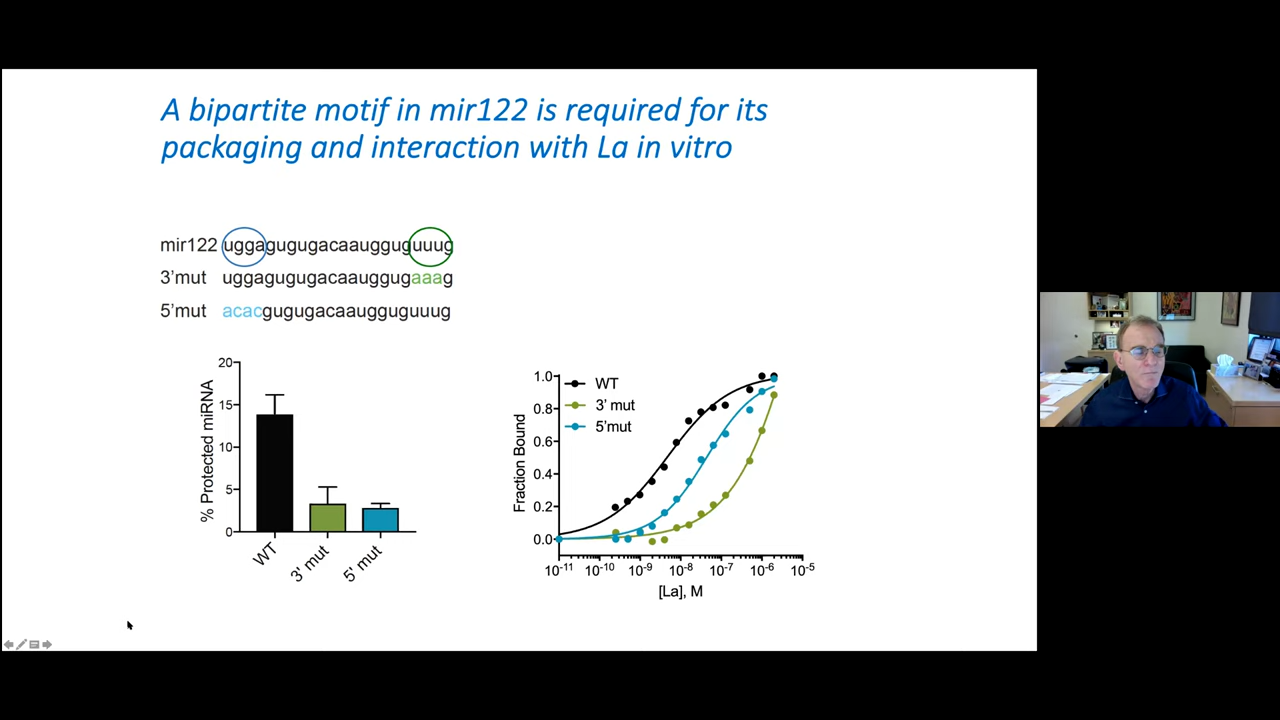 A bipartite motif in mir122 is required for its
packaging and interaction with La in vitro
mir122 uggagugugacaaugguguuug
3'mut uggagugugacaauggugaaag
5'mut acacgugugacaaugguguuug
% Protected miRNA
20
15
10
5
0
WT
3' mut
5' mut
Fraction Bound
1.0
0.8
0.6
0.4
0.2
0.0
WT
3' mut
5'mut
10-11 10-10 10-9 10-8 10-7 10-6 10-5
[La], M